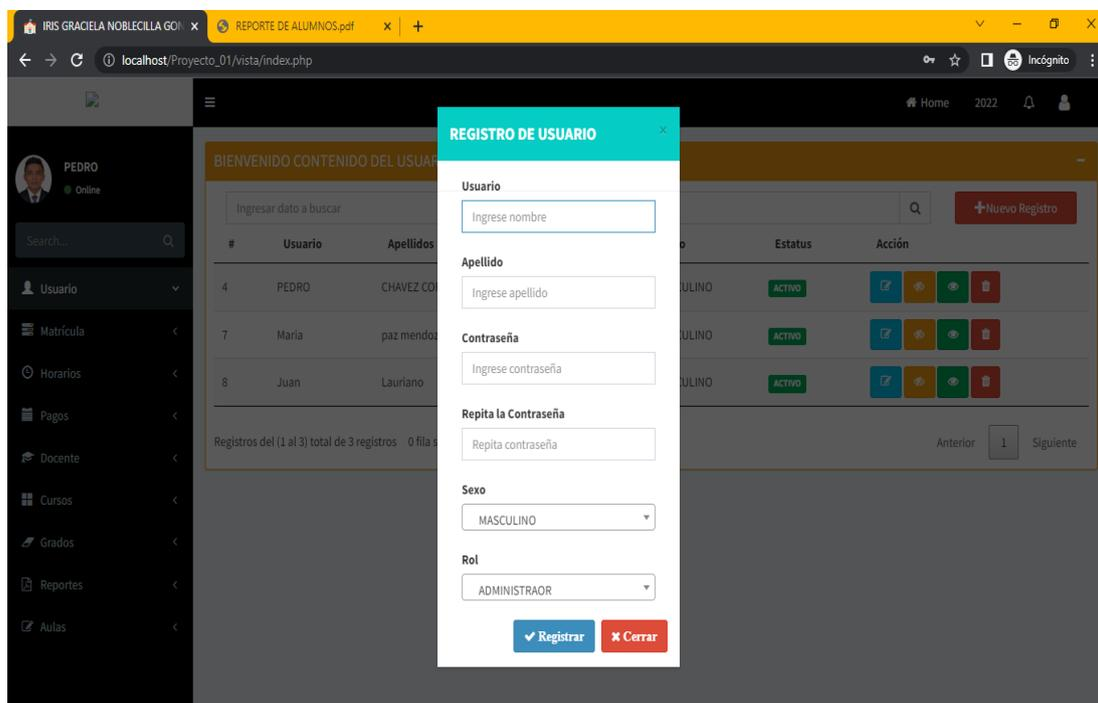 IRIS GRACIELA NOBLECILLA GON
REPORTE DE ALUMNOS.pdf
localhost/Proyecto_01/vista/index.php
Incógnito
Home 2022
PEDRO
Online
Search...
Usuario
Matrícula
Horarios
Pagos
Docente
Cursos
Grados
Reportes
Aulas
BIENVENIDO CONTENIDO DEL USUAR
Ingresar dato a buscar
Nuevo Registro
# Usuario Apellidos o Estatus Acción
4 PEDRO CHAVEZ COR CULINO ACTIVO
7 Maria paz mendoz CULINO ACTIVO
8 Juan Lauriano CULINO ACTIVO
Registros del (1 al 3) total de 3 registros 0 fila s
Anterior 1 Siguiente
REGISTRO DE USUARIO x
Usuario
Ingrese nombre
Apellido
Ingrese apellido
Contraseña
Ingrese contraseña
Repita la Contraseña
Repita contraseña
Sexo
MASCULINO
Rol
ADMINISTRAOR
Registrar
Cerrar